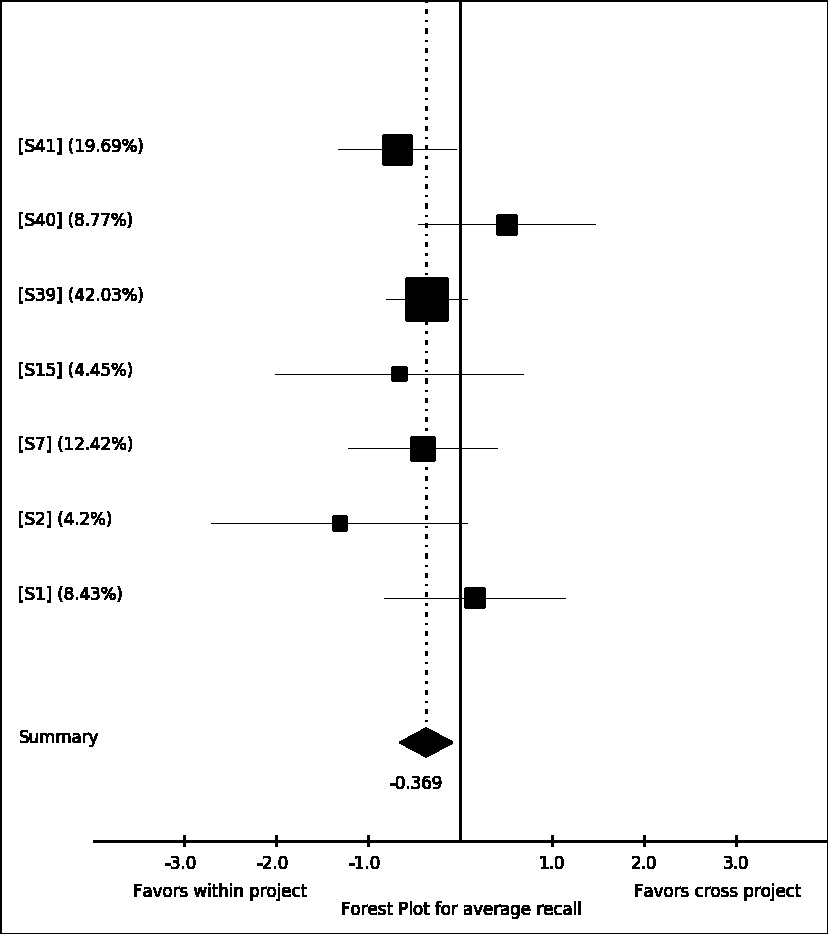 [S41] (19.69%)
[S40] (8.77%)
[S39] (42.03%)
[S15] (4.45%)
[S7] (12.42%)
[S2] (4.2%)
[S1] (8.43%)
Summary
-0.369
-3.0 -2.0 -1.0 1.0 2.0 3.0
Favors within project Favors cross project
Forest Plot for average recall